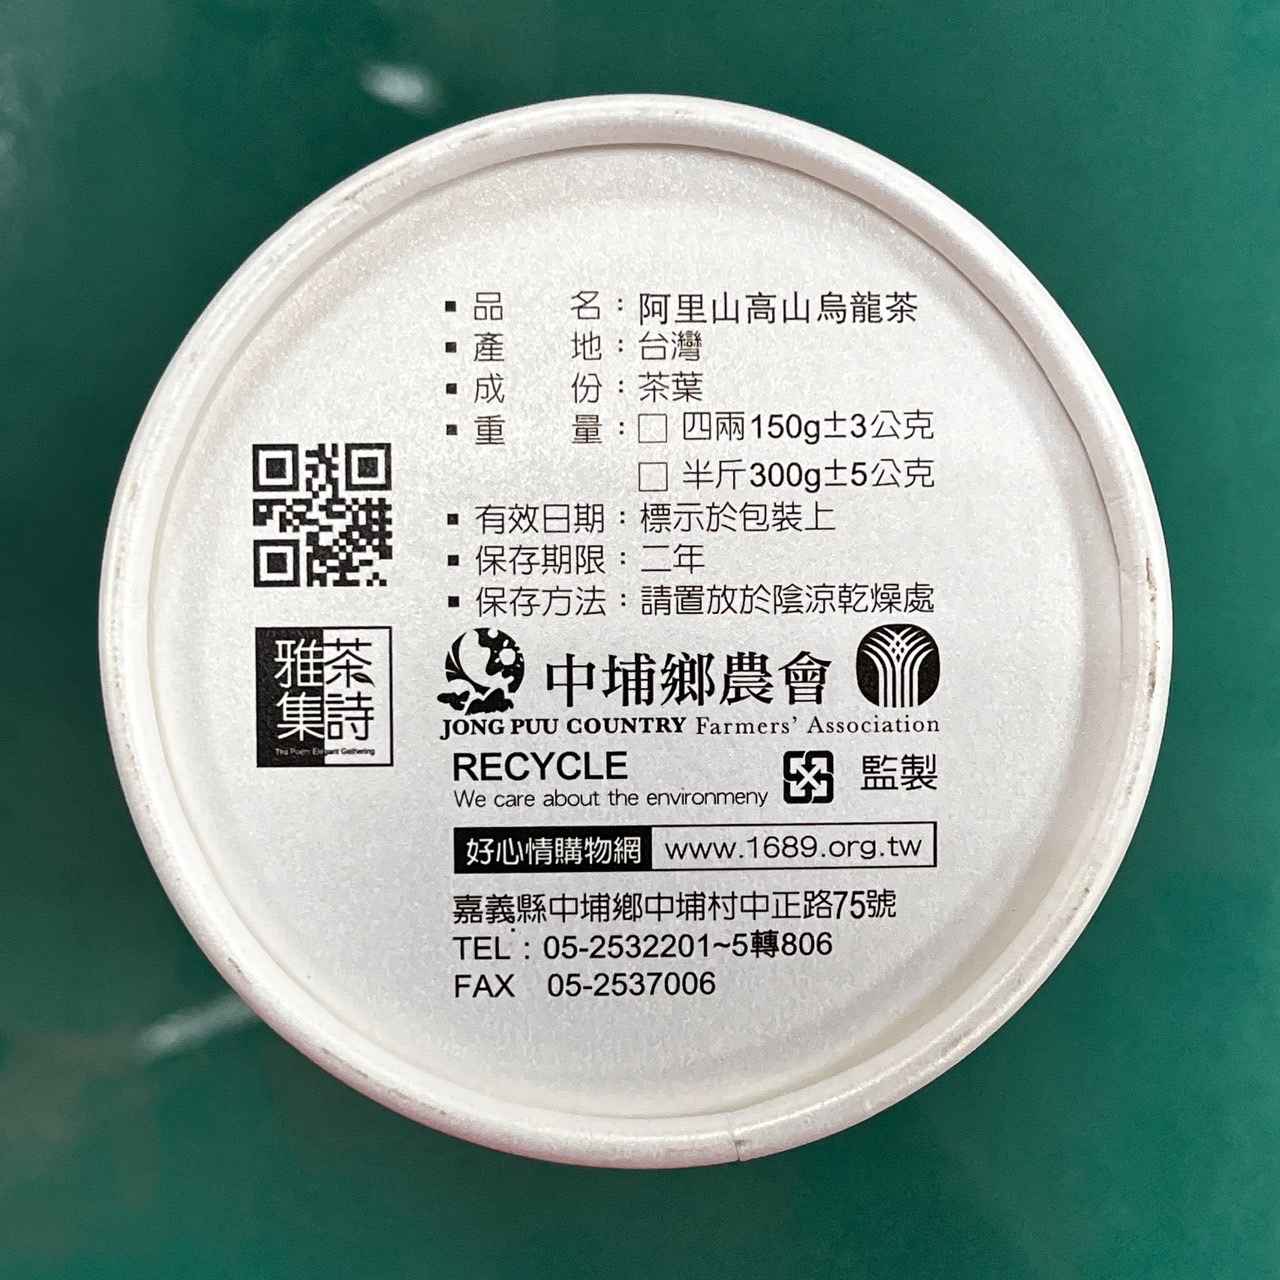 ■ 品　　名：阿里山高山烏龍茶
■ 產　　地：台灣
■ 成　　份：茶葉
■ 重　　量：□ 四兩150g±3公克
□ 半斤300g±5公克
■ 有效日期：標示於包裝上
■ 保存期限：二年
■ 保存方法：請置放於陰涼乾燥處
茶詩
雅集
The Poem Elegant Gathering
中埔鄉農會
JONG PUU COUNTRY Farmers' Association
RECYCLE
We care about the environmeny
監製
好心情購物網 www.1689.org.tw
嘉義縣中埔鄉中埔村中正路75號
TEL：05-2532201~5轉806
FAX 05-2537006